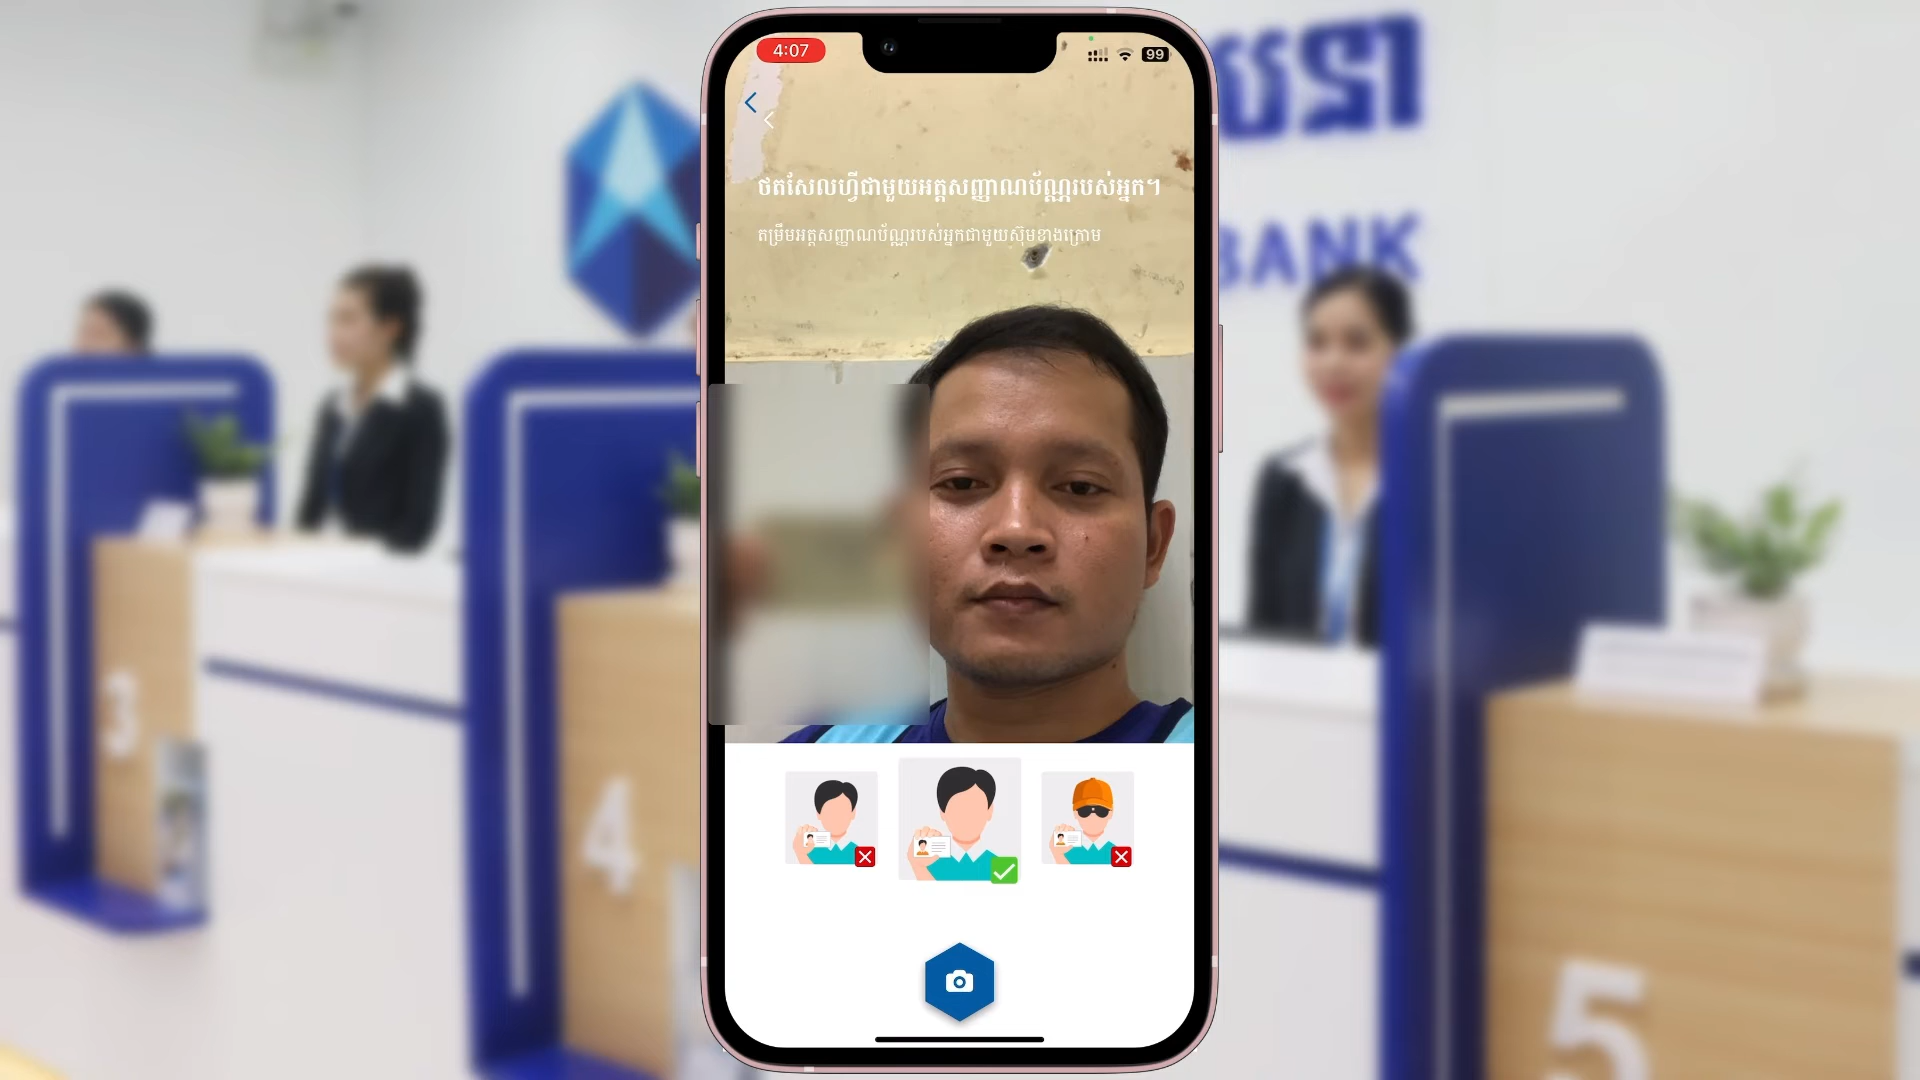 4:07
99
ថតសែលហ្វីជាមួយអត្តសញ្ញាណប័ណ្ណរបស់អ្នក។
តម្រឹមអត្តសញ្ញាណប័ណ្ណរបស់អ្នកជាមួយស៊ុមខាងក្រោម
BANK
3
4
5